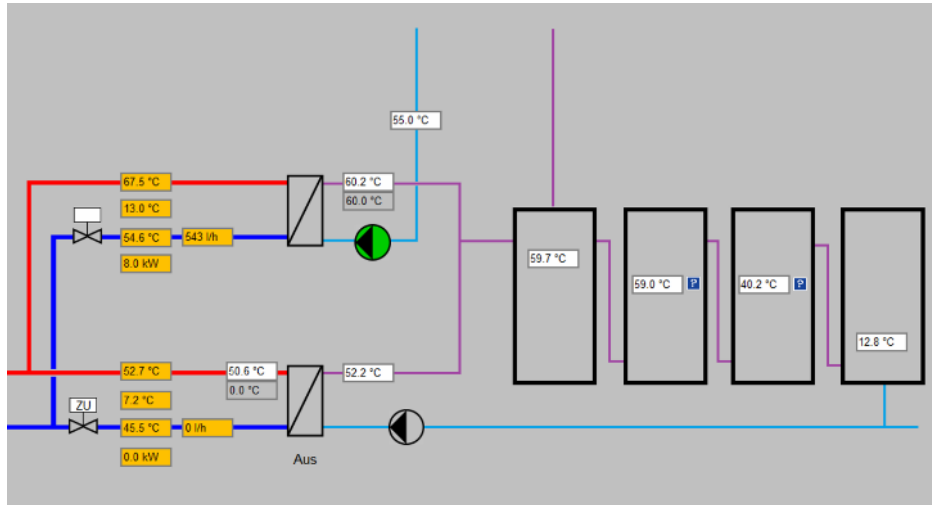 55.0 °C
67.5 °C
60.2 °C
13.0 °C
60.0 °C
54.6 °C
543 l/h
8.0 kW
59.7 °C
59.0 °C
?
40.2 °C
?
12.8 °C
52.7 °C
50.6 °C
52.2 °C
0.0 °C
7.2 °C
ZU
45.5 °C
0 l/h
0.0 kW
Aus